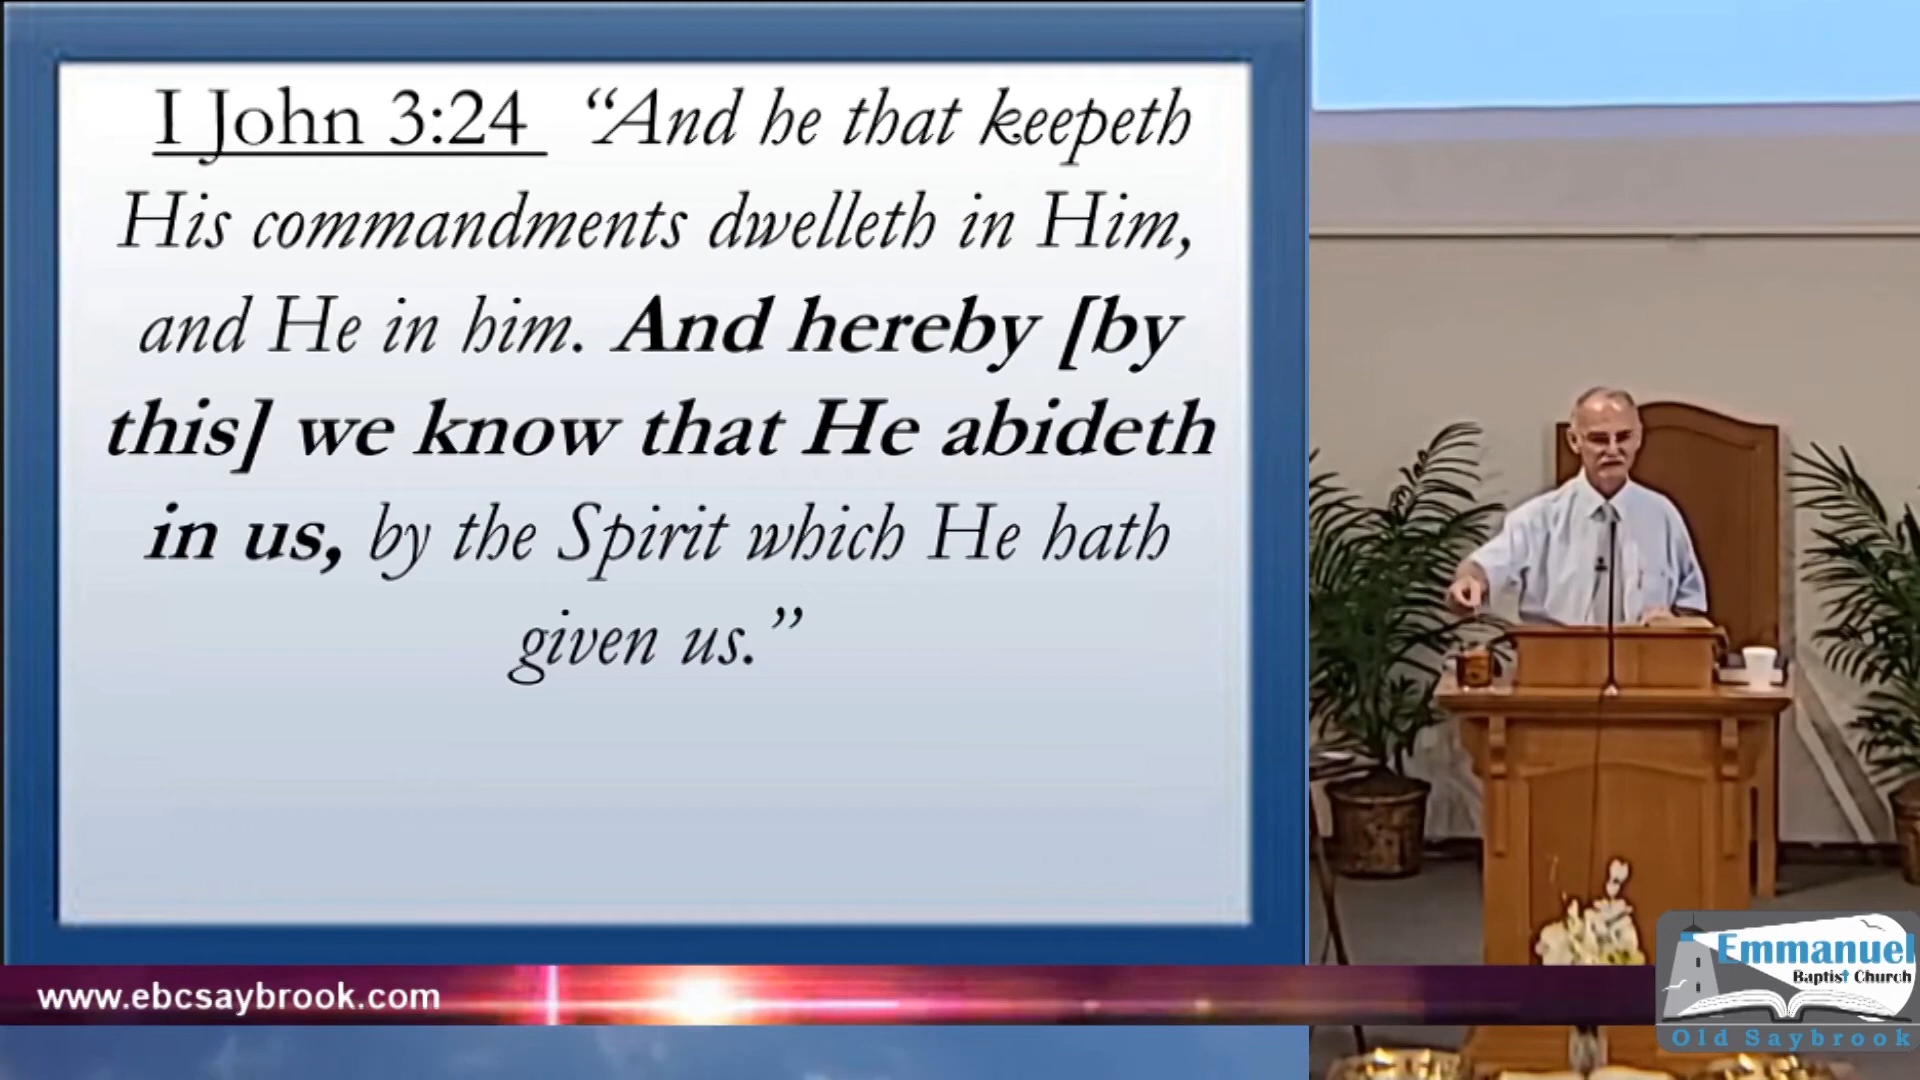 I John 3:24 “And he that keepeth
His commandments dwelleth in Him,
and He in him. And hereby [by
this] we know that He abideth
in us, by the Spirit which He hath
given us.”
www.ebcsaybrook.com
Emmanuel
Baptist Church
Old Saybrook